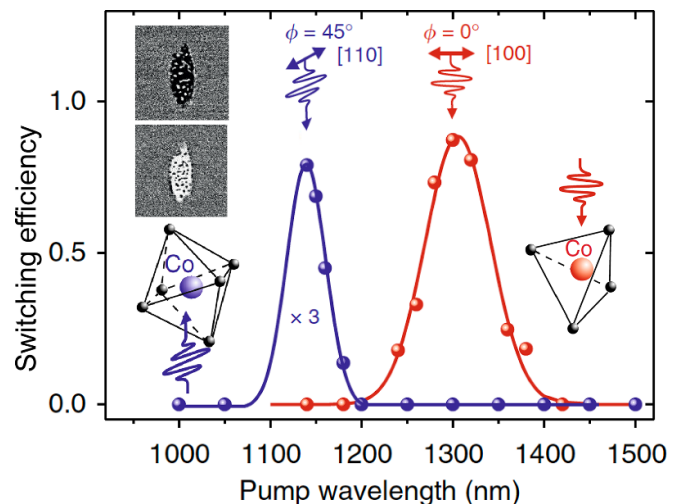 ϕ = 45°
[110]
ϕ = 0°
[100]
1.0
0.5
0.0
Switching efficiency
Co
× 3
Co
1000 1100 1200 1300 1400 1500
Pump wavelength (nm)